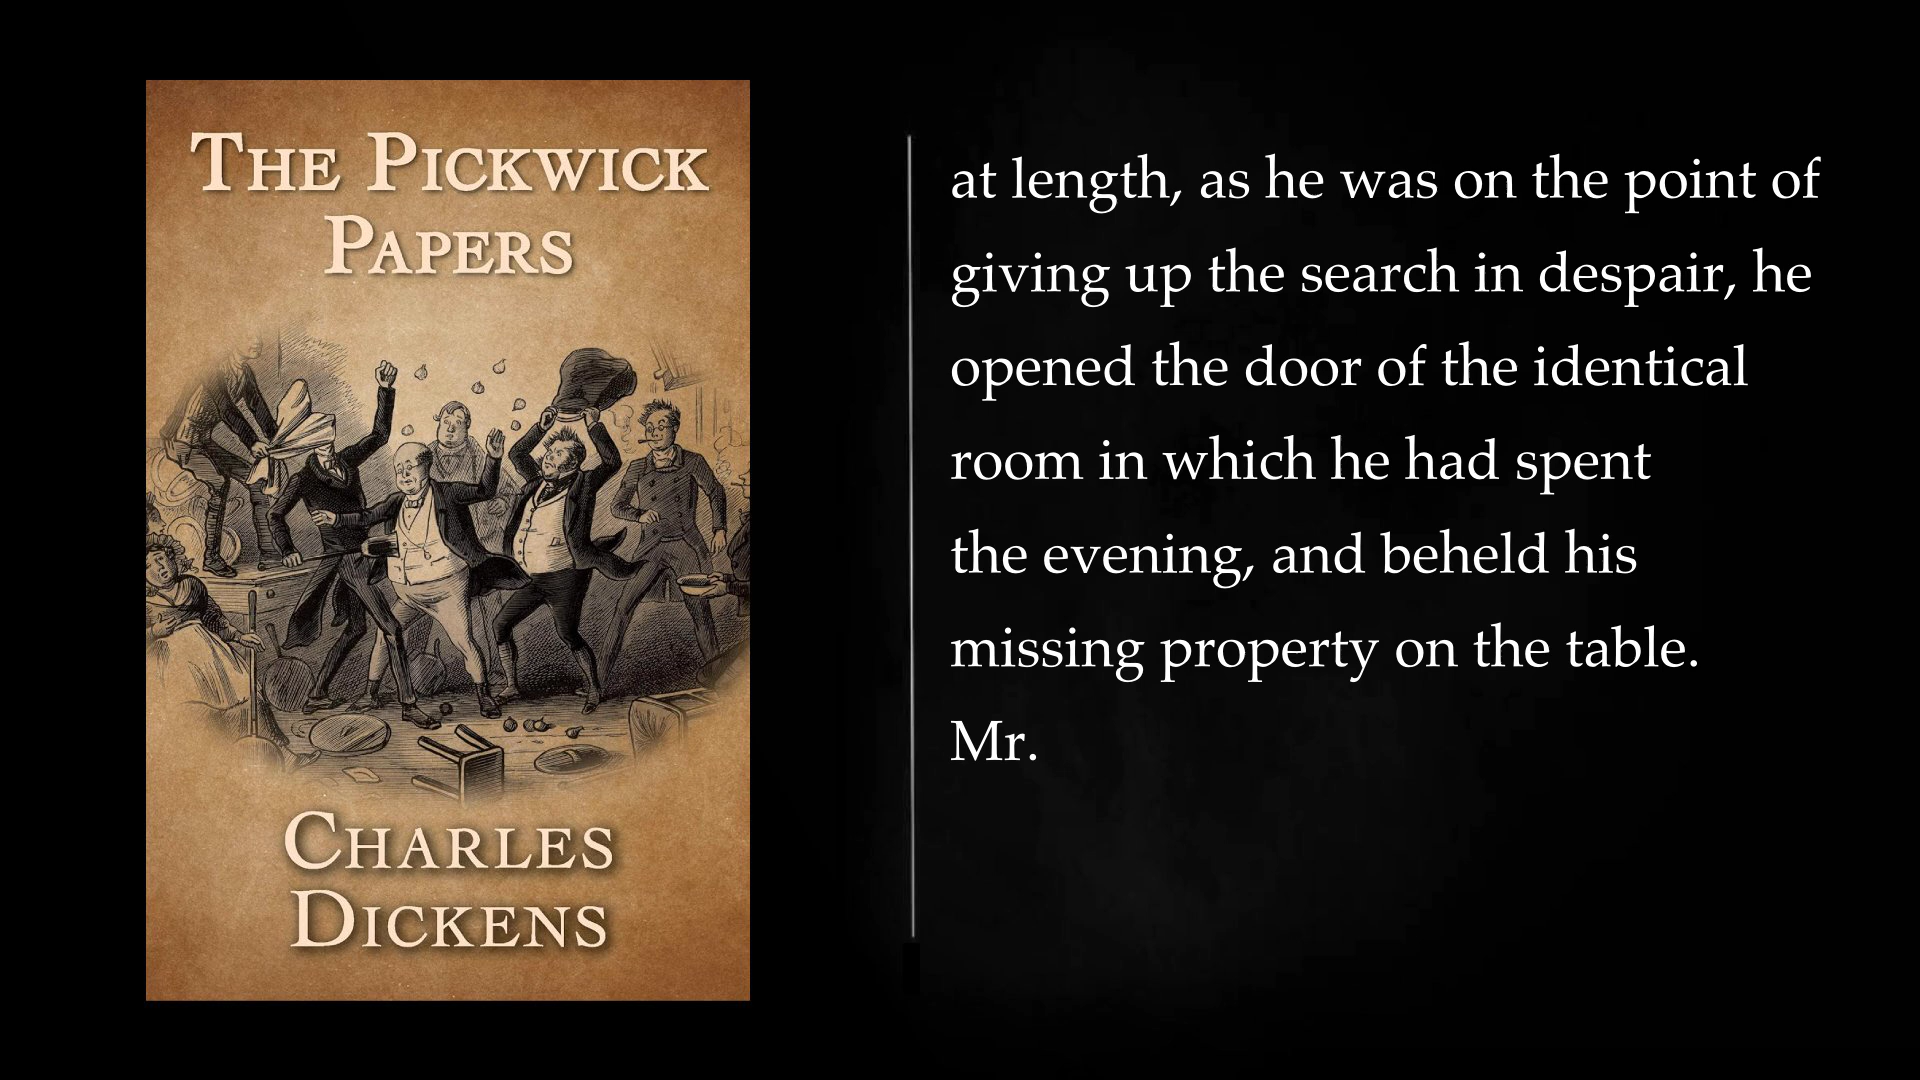 The Pickwick
Papers
Charles
Dickens
at length, as he was on the point of
giving up the search in despair, he
opened the door of the identical
room in which he had spent
the evening, and beheld his
missing property on the table.
Mr.